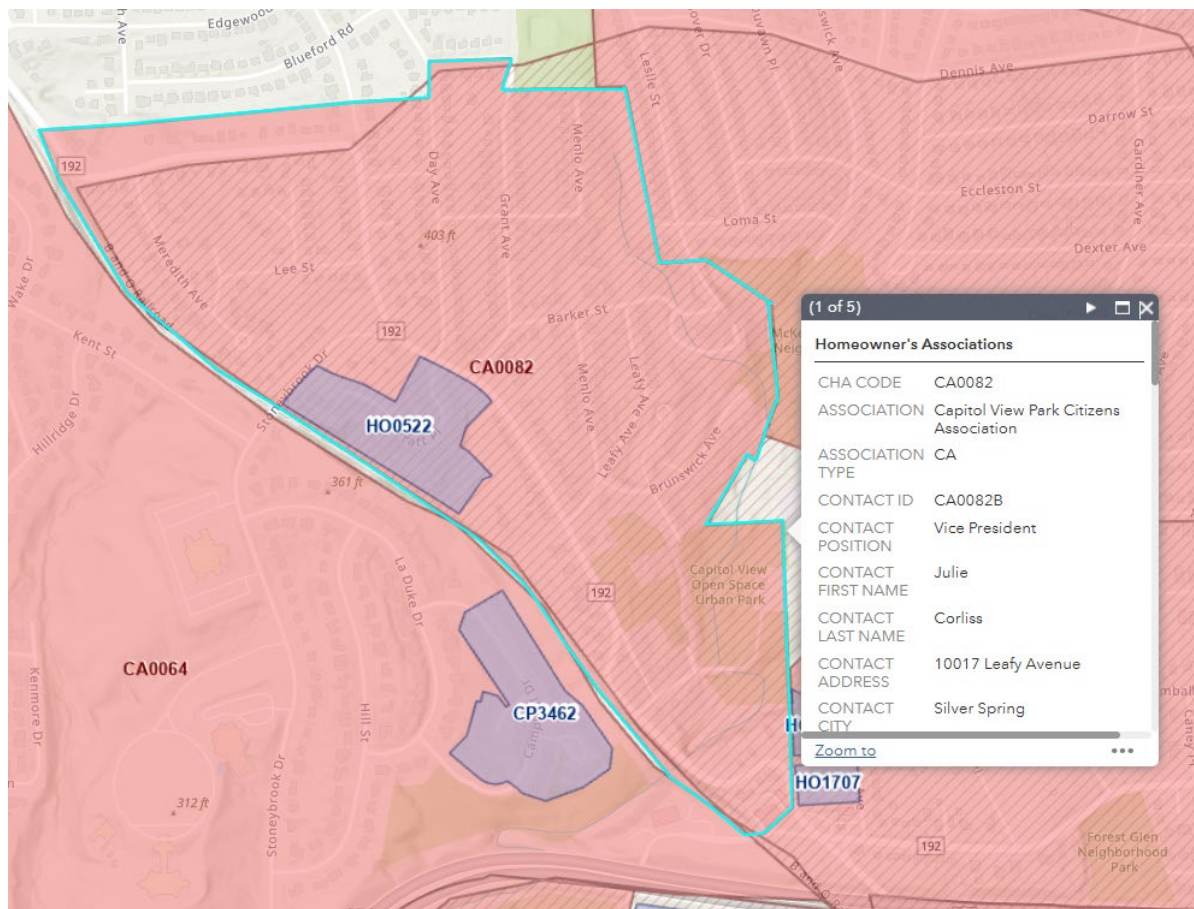 Edgewood
Blueford Rd
Dennis Ave
Leslie St
Darrow St
Gardiner Ave
192
Day Ave
Menlo Ave
Grant Ave
Eccleston St
Loma St
403 ft
Dexter Ave
Meredith Ave
Lee St
B and O Railroad
Wake Dr
Kent St
192
Barker St
CA0082
Stoneybrook Dr
Menlo Ave
Leafy Ave
HO0522
Hillridge Dr
Leafy Ave
Brunswick Ave
361 ft
La Duke Dr
Capitol View
Open Space
Urban Park
192
CA0064
Kenmore Dr
Hill St
CP3462
Stoneybrook Dr
312 ft
HO1707
192
Forest Glen
Neighborhood
Park
(1 of 5)
Homeowner's Associations
CHA CODE CA0082
ASSOCIATION Capitol View Park Citizens
Association
ASSOCIATION CA
TYPE
CONTACT ID CA0082B
CONTACT Vice President
POSITION
CONTACT Julie
FIRST NAME
CONTACT Corliss
LAST NAME
CONTACT 10017 Leafy Avenue
ADDRESS
CONTACT Silver Spring
CITY
Zoom to